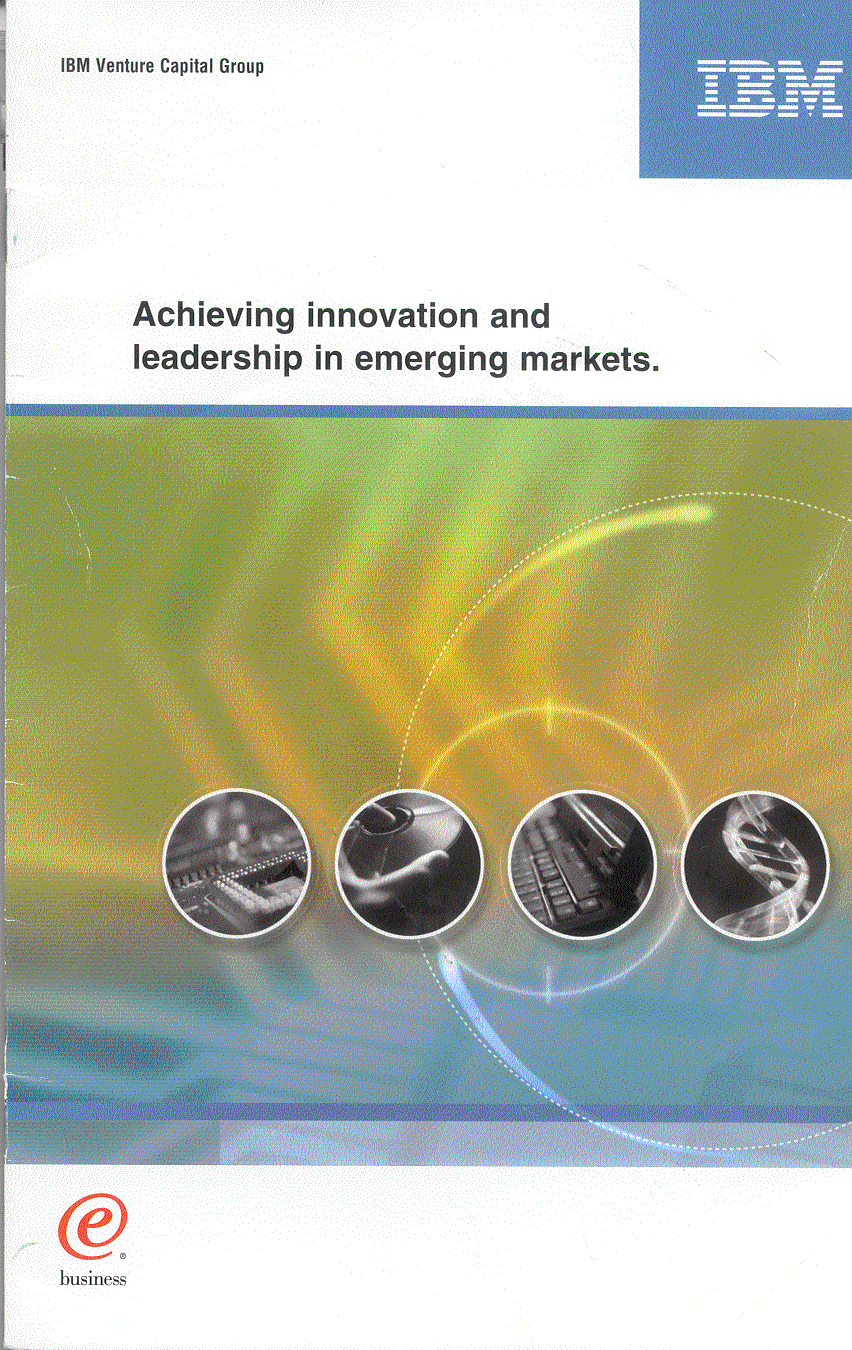 IBM Venture Capital Group
IBM
Achieving innovation and
leadership in emerging markets.
e ®
business